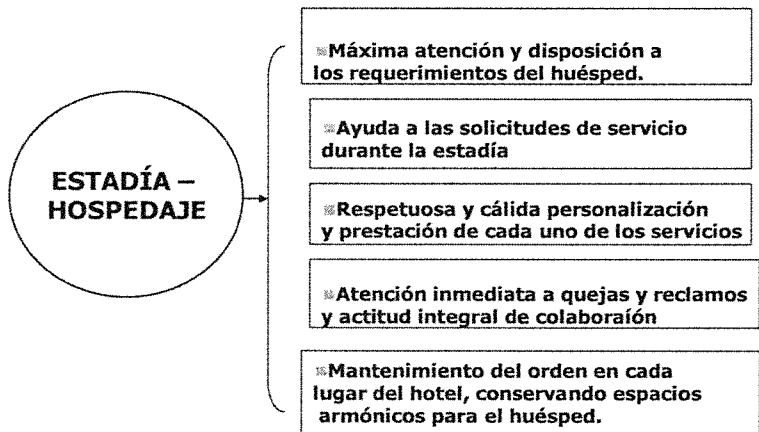 ESTADÍA –
HOSPEDAJE
Máxima atención y disposición a
los requerimientos del huésped.
Ayuda a las solicitudes de servicio
durante la estadía
Respetuosa y cálida personalización
y prestación de cada uno de los servicios
Atención inmediata a quejas y reclamos
y actitud integral de colaboraíón
Mantenimiento del orden en cada
lugar del hotel, conservando espacios
armónicos para el huésped.